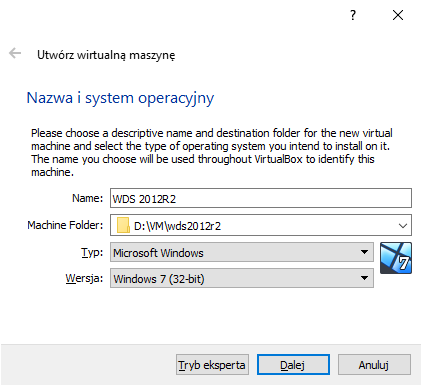 ?
Utwórz wirtualną maszynę
Nazwa i system operacyjny
Please choose a descriptive name and destination folder for the new virtual
machine and select the type of operating system you intend to install on it.
The name you choose will be used throughout VirtualBox to identify this
machine.
Name: WDS 2012R2
Machine Folder: D:\VM\wds2012r2
Typ: Microsoft Windows
Wersja: Windows 7 (32-bit)
7
Tryb eksperta Dalej Anuluj